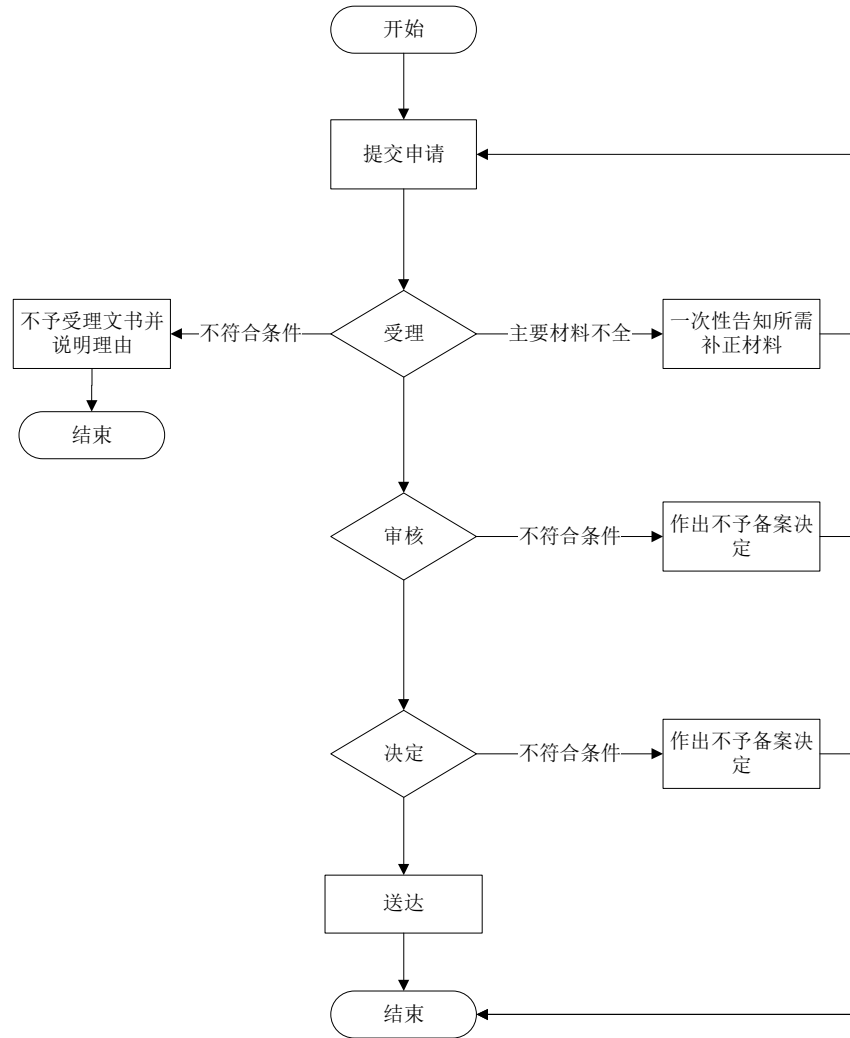 开始
提交申请
不予受理文书并
说明理由
不符合条件
受理
主要材料不全
一次性告知所需
补正材料
结束
审核
不符合条件
作出不予备案决
定
决定
不符合条件
作出不予备案决
定
送达
结束